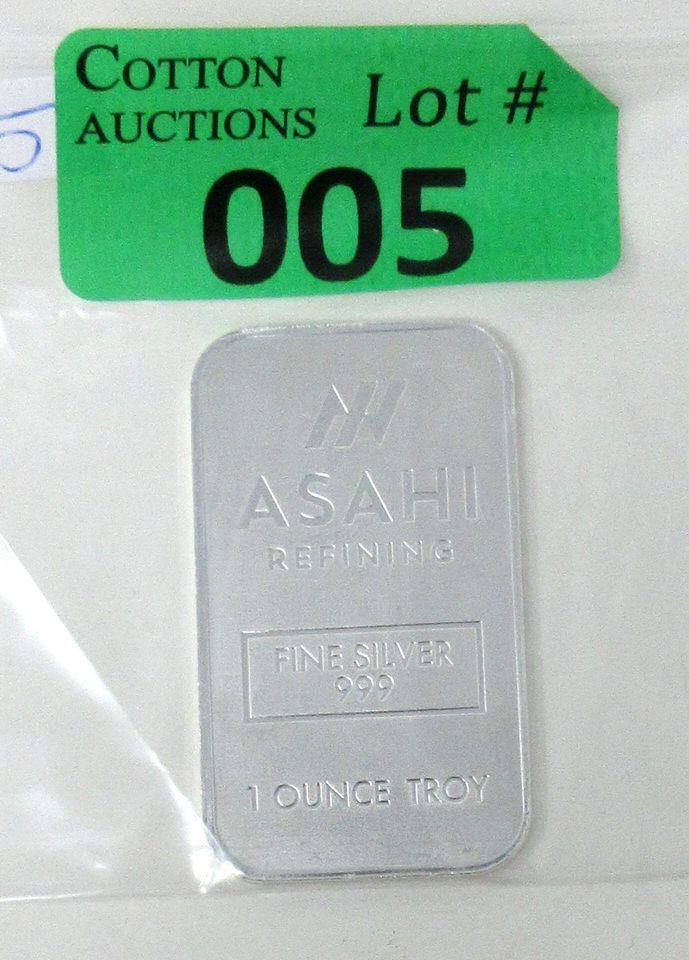 COTTON
AUCTIONS
Lot #
005
ASAHI
REFINING
FINE SILVER
999
1 OUNCE TROY